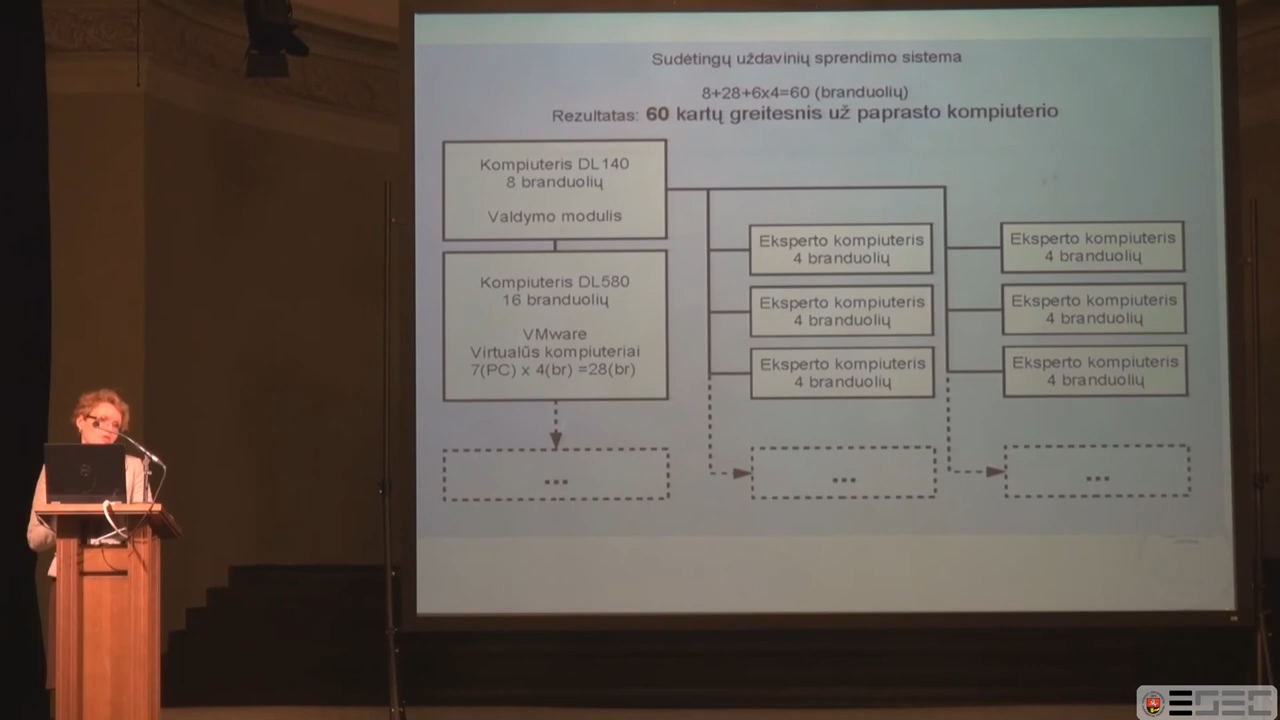 Sudėtingų uždavinių sprendimo sistema
8+28+6x4=60 (branduolių)
Rezultatas: 60 kartų greitesnis už paprasto kompiuterio
Kompiuteris DL140
8 branduolių
Valdymo modulis
Kompiuteris DL580
16 branduolių
VMware
Virtualūs kompiuteriai
7(PC) x 4(br) =28(br)
...
Eksperto kompiuteris
4 branduolių
Eksperto kompiuteris
4 branduolių
Eksperto kompiuteris
4 branduolių
...
Eksperto kompiuteris
4 branduolių
Eksperto kompiuteris
4 branduolių
Eksperto kompiuteris
4 branduolių
...
ESEC